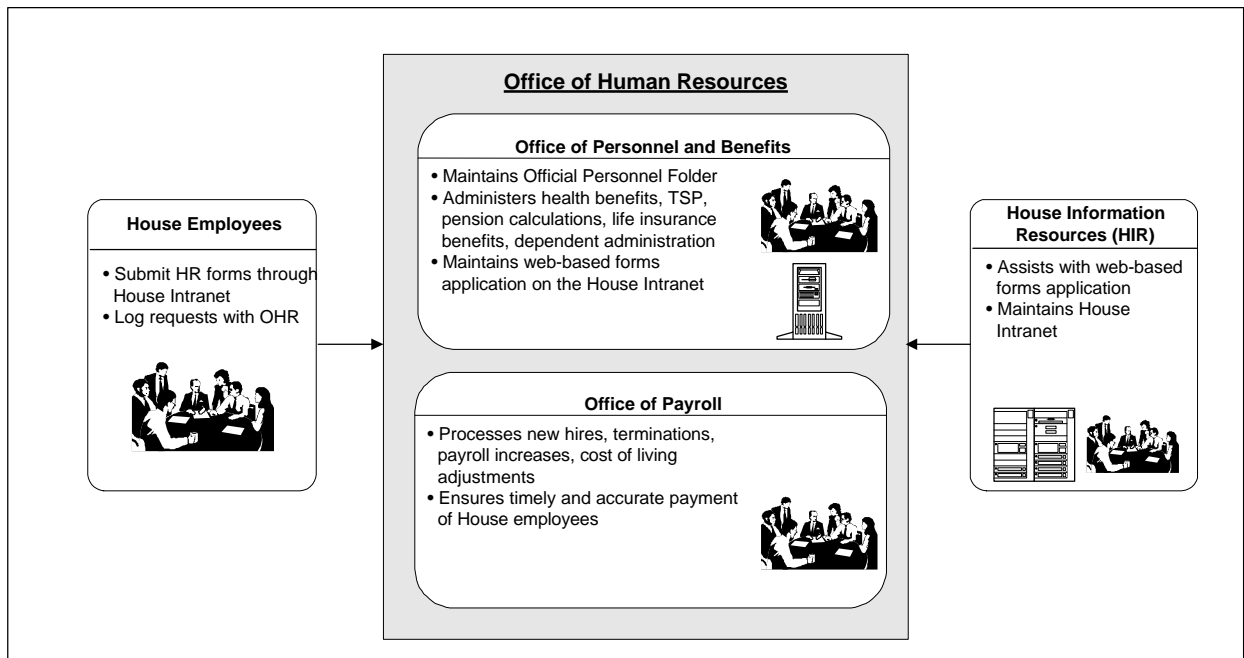 Office of Human Resources
House Employees
• Submit HR forms through
House Intranet
• Log requests with OHR
Office of Personnel and Benefits
• Maintains Official Personnel Folder
• Administers health benefits, TSP,
pension calculations, life insurance
benefits, dependent administration
• Maintains web-based forms
application on the House Intranet
Office of Payroll
• Processes new hires, terminations,
payroll increases, cost of living
adjustments
• Ensures timely and accurate payment
of House employees
House Information
Resources (HIR)
• Assists with web-based
forms application
• Maintains House
Intranet